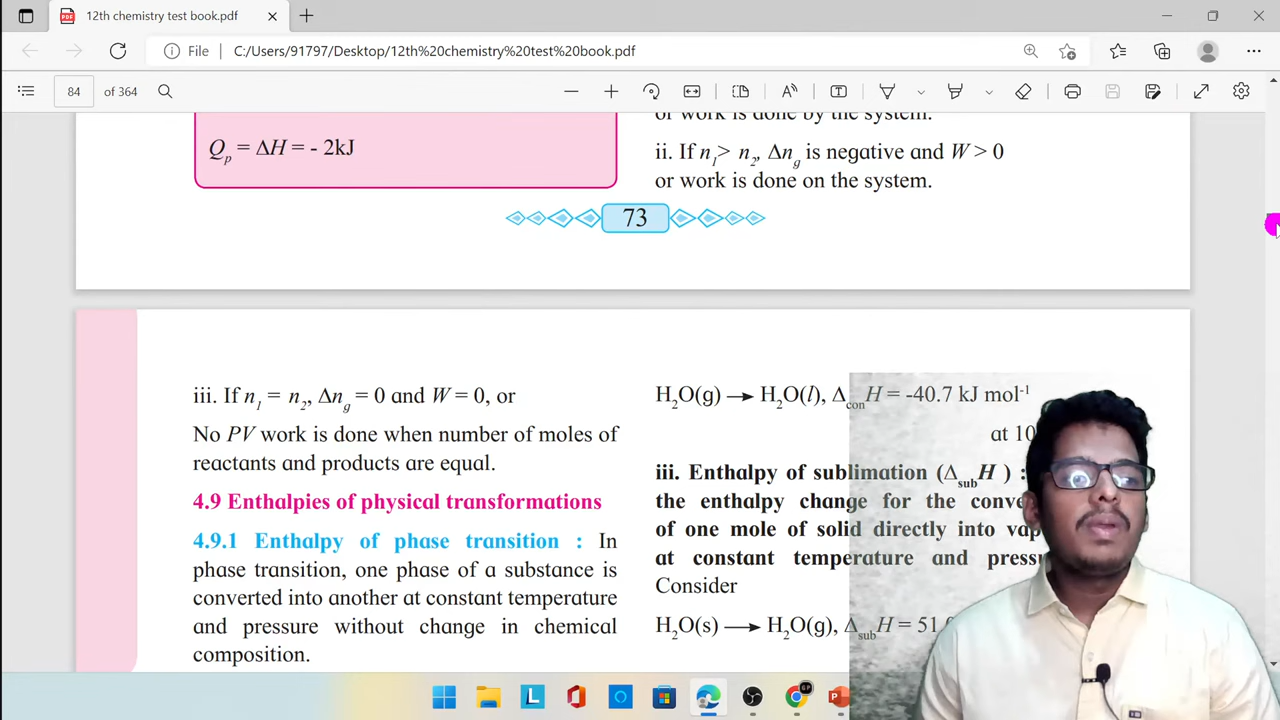 12th chemistry test book.pdf
File
C:/Users/91797/Desktop/12th%20chemistry%20test%20book.pdf
84
of 364
Qp = ΔH = - 2kJ
or work is done by the system.
ii. If n1> n2, Δng is negative and W > 0
or work is done on the system.
73
iii. If n1 = n2, Δng = 0 and W = 0, or
No PV work is done when number of moles of
reactants and products are equal.
4.9 Enthalpies of physical transformations
4.9.1 Enthalpy of phase transition : In
phase transition, one phase of a substance is
converted into another at constant temperature
and pressure without change in chemical
composition.
H2O(g) → H2O(l), ΔconH = -40.7 kJ mol-1
at 10
iii. Enthalpy of sublimation (ΔsubH ) :
the enthalpy change for the
of one mole of solid directly into
at constant temperature and
Consider
H2O(s) → H2O(g), ΔsubH = 51